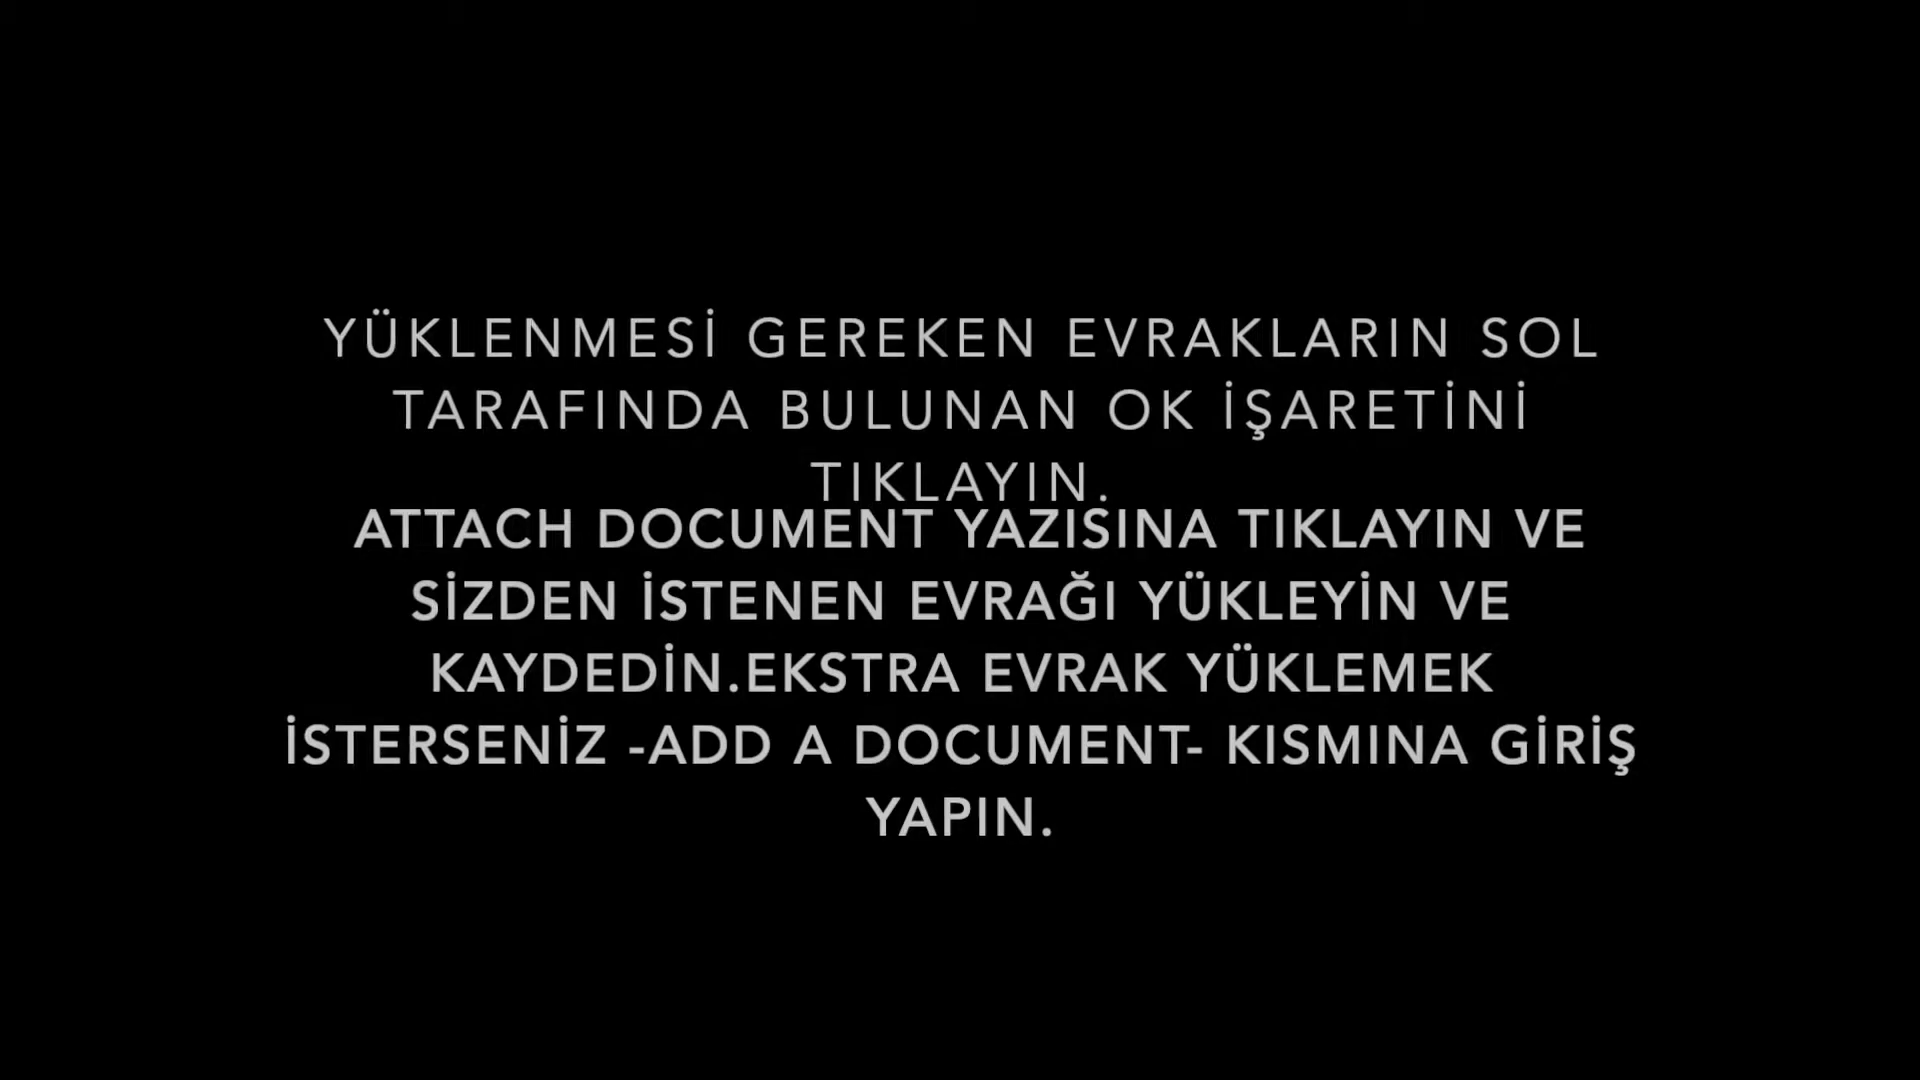 YÜKLENMESİ GEREKEN EVRAKLARIN SOL
TARAFINDA BULUNAN OK İŞARETİNİ
TIKLAYIN.
ATTACH DOCUMENT YAZISINA TIKLAYIN VE
SİZDEN İSTENEN EVRAĞI YÜKLEYİN VE
KAYDEDİN.EKSTRA EVRAK YÜKLEMEK
İSTERSENİZ -ADD A DOCUMENT- KISMINA GİRİŞ
YAPIN.